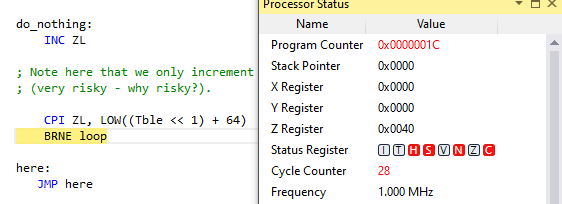 Processor Status
Name Value
do_nothing:
INC ZL
; Note here that we only increment
; (very risky - why risky?).
CPI ZL, LOW((Tble << 1) + 64)
BRNE loop
here:
JMP here
Program Counter 0x0000001C
Stack Pointer 0x0000
X Register 0x0000
Y Register 0x0000
Z Register 0x0040
Status Register I T H S V N Z C
Cycle Counter 28
Frequency 1.000 MHz